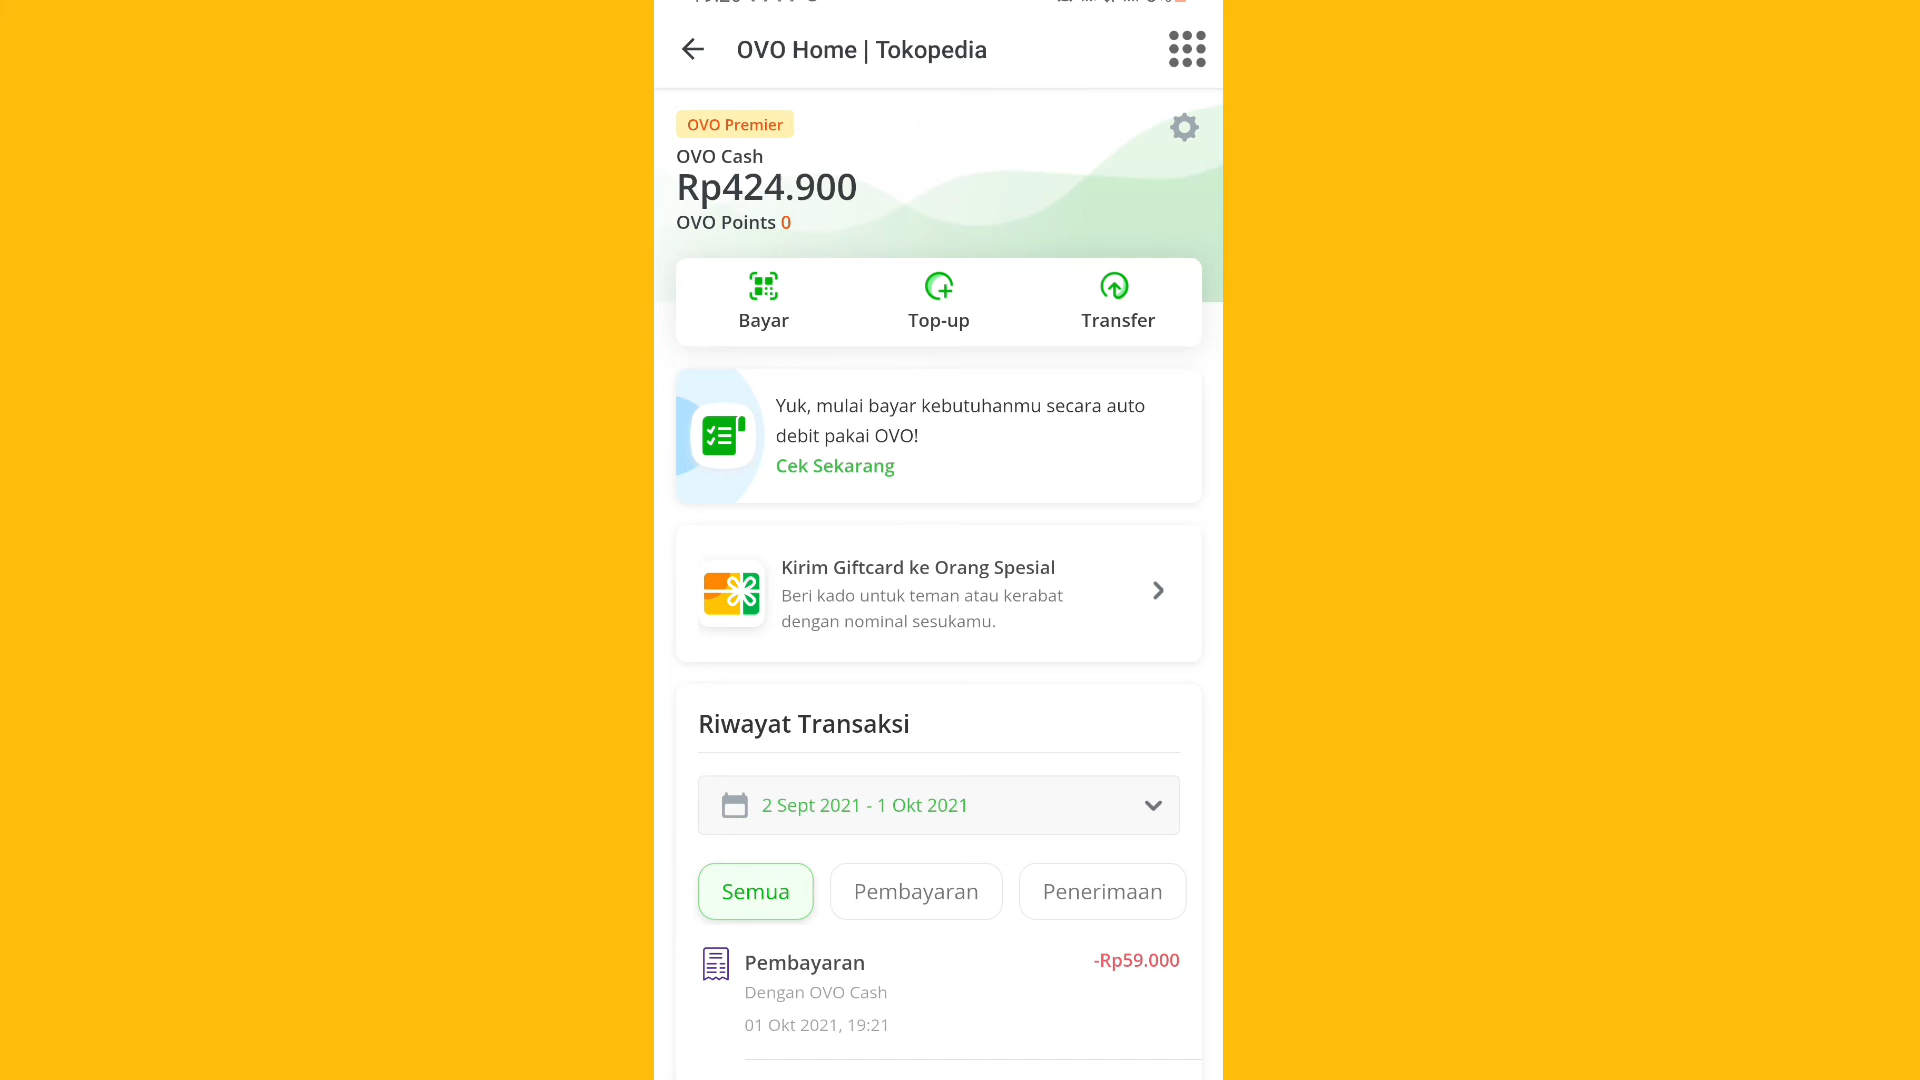 OVO Home | Tokopedia
OVO Premier
OVO Cash
Rp424.900
OVO Points 0
Bayar
Top-up
Transfer
Yuk, mulai bayar kebutuhanmu secara auto
debit pakai OVO!
Cek Sekarang
Kirim Giftcard ke Orang Spesial
Beri kado untuk teman atau kerabat
dengan nominal sesukamu.
Riwayat Transaksi
2 Sept 2021 - 1 Okt 2021
Semua
Pembayaran
Penerimaan
Pembayaran
-Rp59.000
Dengan OVO Cash
01 Okt 2021, 19:21